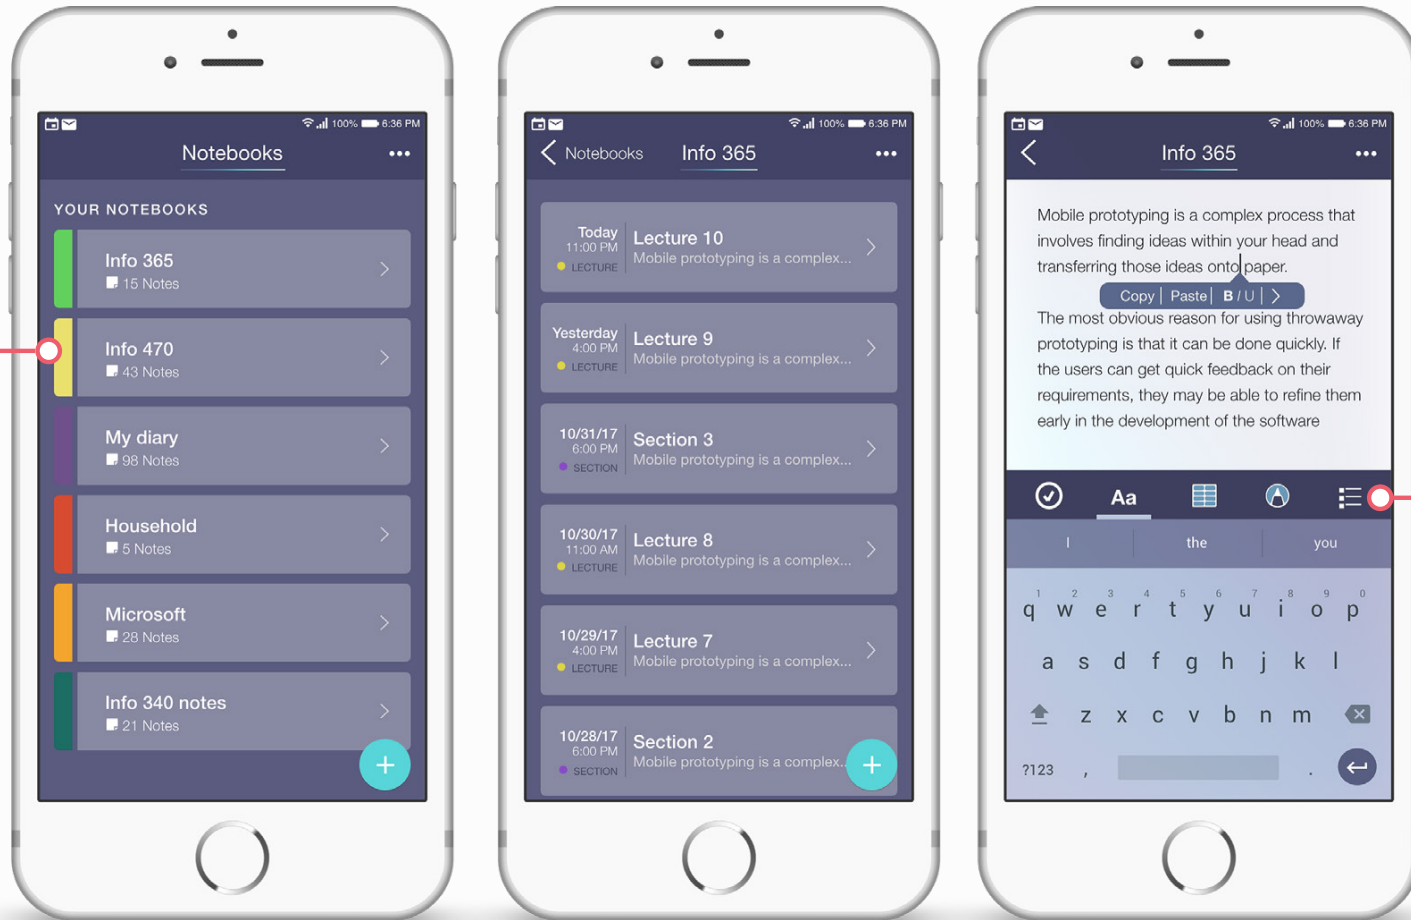 100% 6:36 PM
Notebooks
YOUR NOTEBOOKS
Info 365
15 Notes
Info 470
43 Notes
My diary
98 Notes
Household
5 Notes
Microsoft
28 Notes
Info 340 notes
21 Notes
+
100% 6:36 PM
Notebooks Info 365
Today
11:00 PM
LECTURE
Lecture 10
Mobile prototyping is a complex...
Yesterday
4:00 PM
LECTURE
Lecture 9
Mobile prototyping is a complex...
10/31/17
6:00 PM
SECTION
Section 3
Mobile prototyping is a complex...
10/30/17
11:00 AM
LECTURE
Lecture 8
Mobile prototyping is a complex...
10/29/17
4:00 PM
LECTURE
Lecture 7
Mobile prototyping is a complex...
10/28/17
6:00 PM
SECTION
Section 2
Mobile prototyping is a complex...
+
100% 6:36 PM
Info 365
Mobile prototyping is a complex process that
involves finding ideas within your head and
transferring those ideas onto paper.
Copy | Paste | B I U
The most obvious reason for using throwaway
prototyping is that it can be done quickly. If
the users can get quick feedback on their
requirements, they may be able to refine them
early in the development of the software
Aa
I the you
1 2 3 4 5 6 7 8 9 0
q w e r t y u i o p
a s d f g h j k l
z x c v b n m
?123 , .